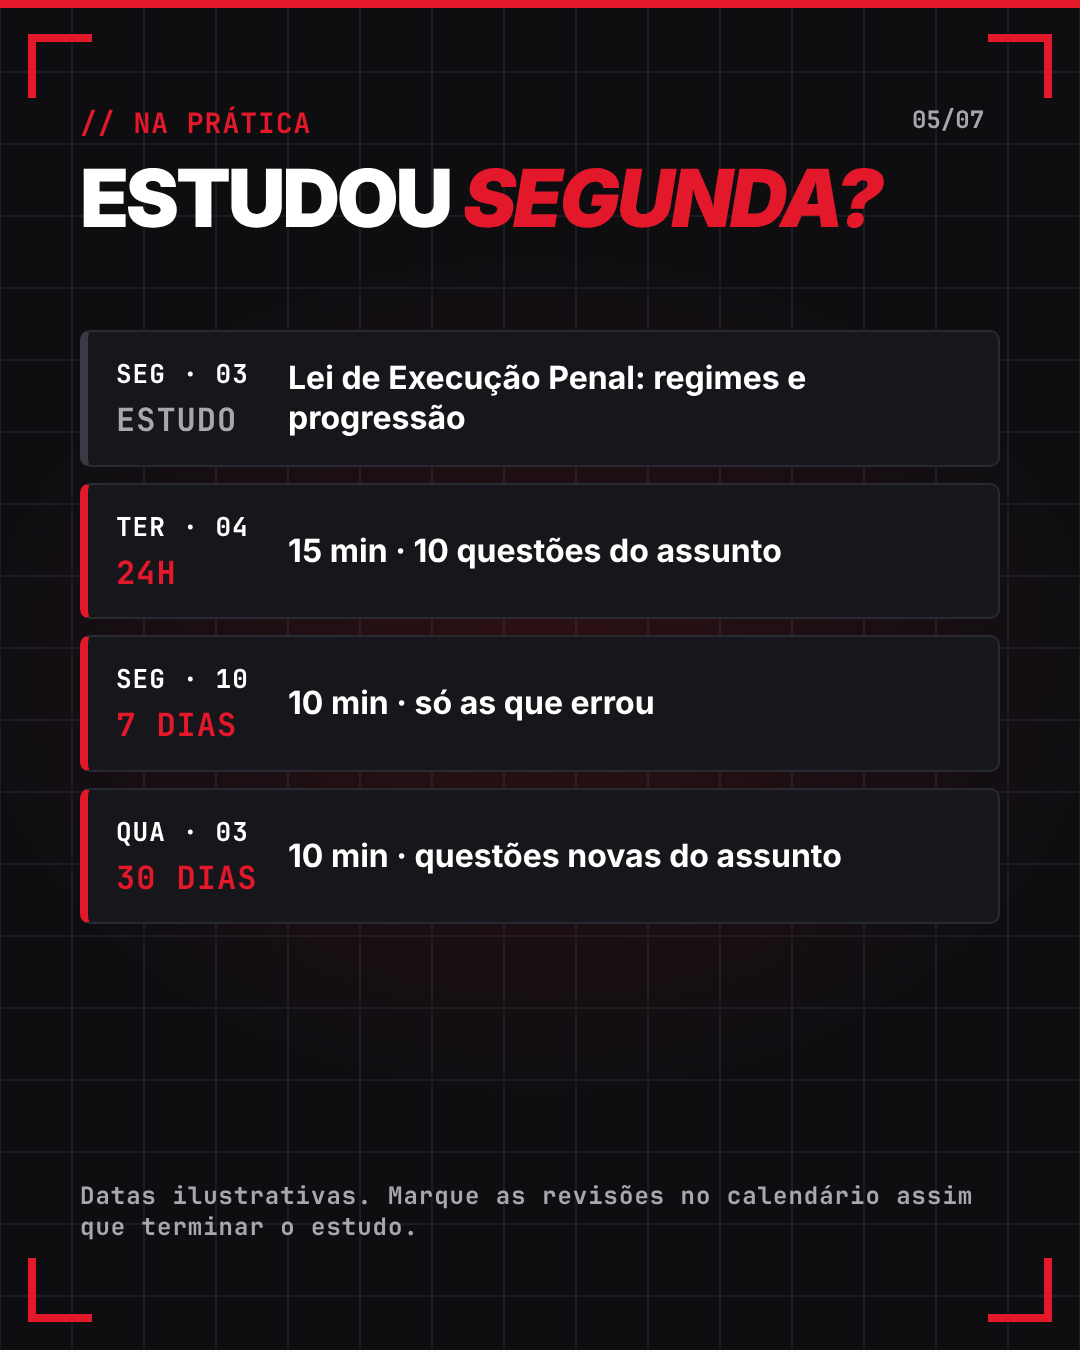 // NA PRÁTICA
05/07
ESTUDOU SEGUNDA?
SEG · 03
ESTUDO
Lei de Execução Penal: regimes e
progressão
TER · 04
24H
15 min · 10 questões do assunto
SEG · 10
7 DIAS
10 min · só as que errou
QUA · 03
30 DIAS
10 min · questões novas do assunto
Datas ilustrativas. Marque as revisões no calendário assim
que terminar o estudo.